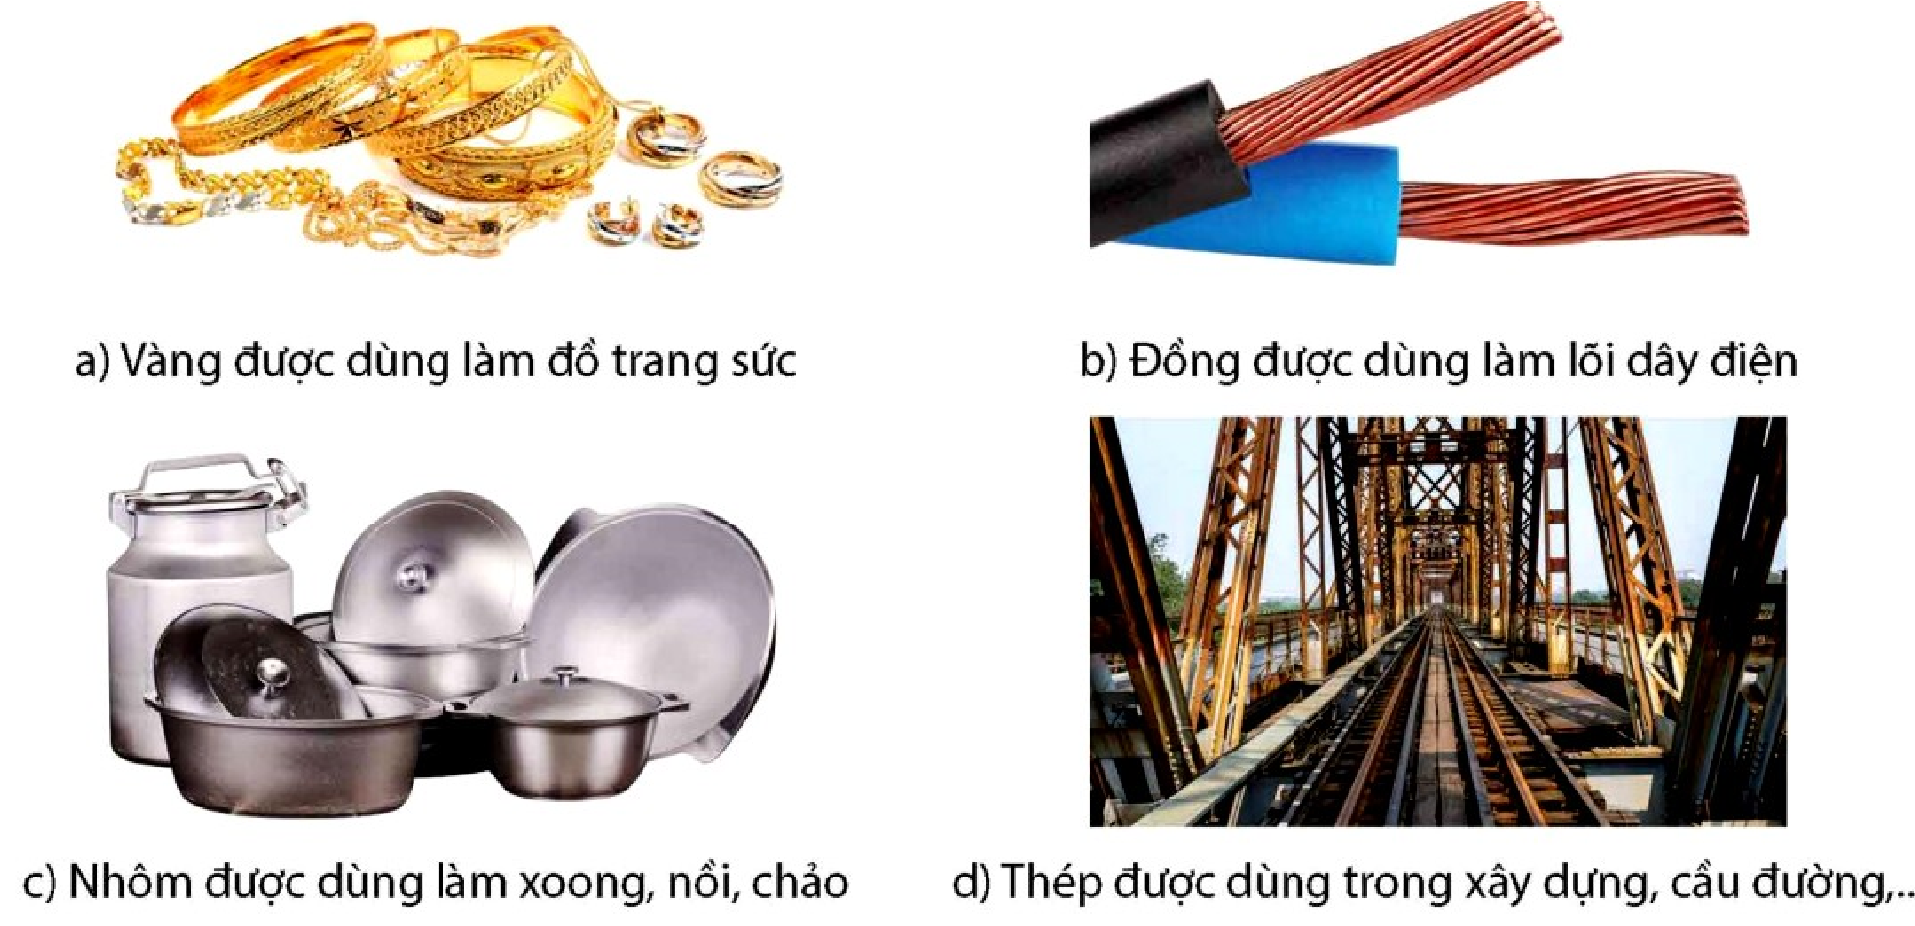 a) Vàng được dùng làm đồ trang sức
b) Đồng được dùng làm lõi dây điện
c) Nhôm được dùng làm xoong, nồi, chảo
d) Thép được dùng trong xây dựng, cầu đường,..